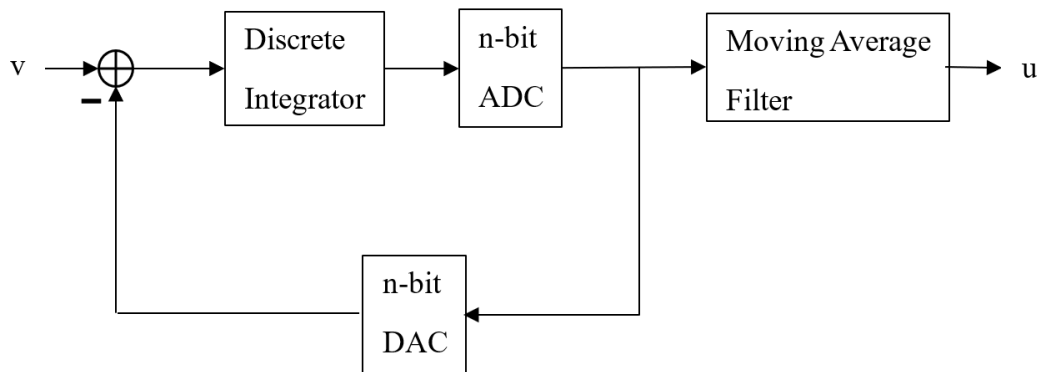 Discrete
Integrator
n-bit
ADC
Moving Average
Filter
v
u
n-bit
DAC